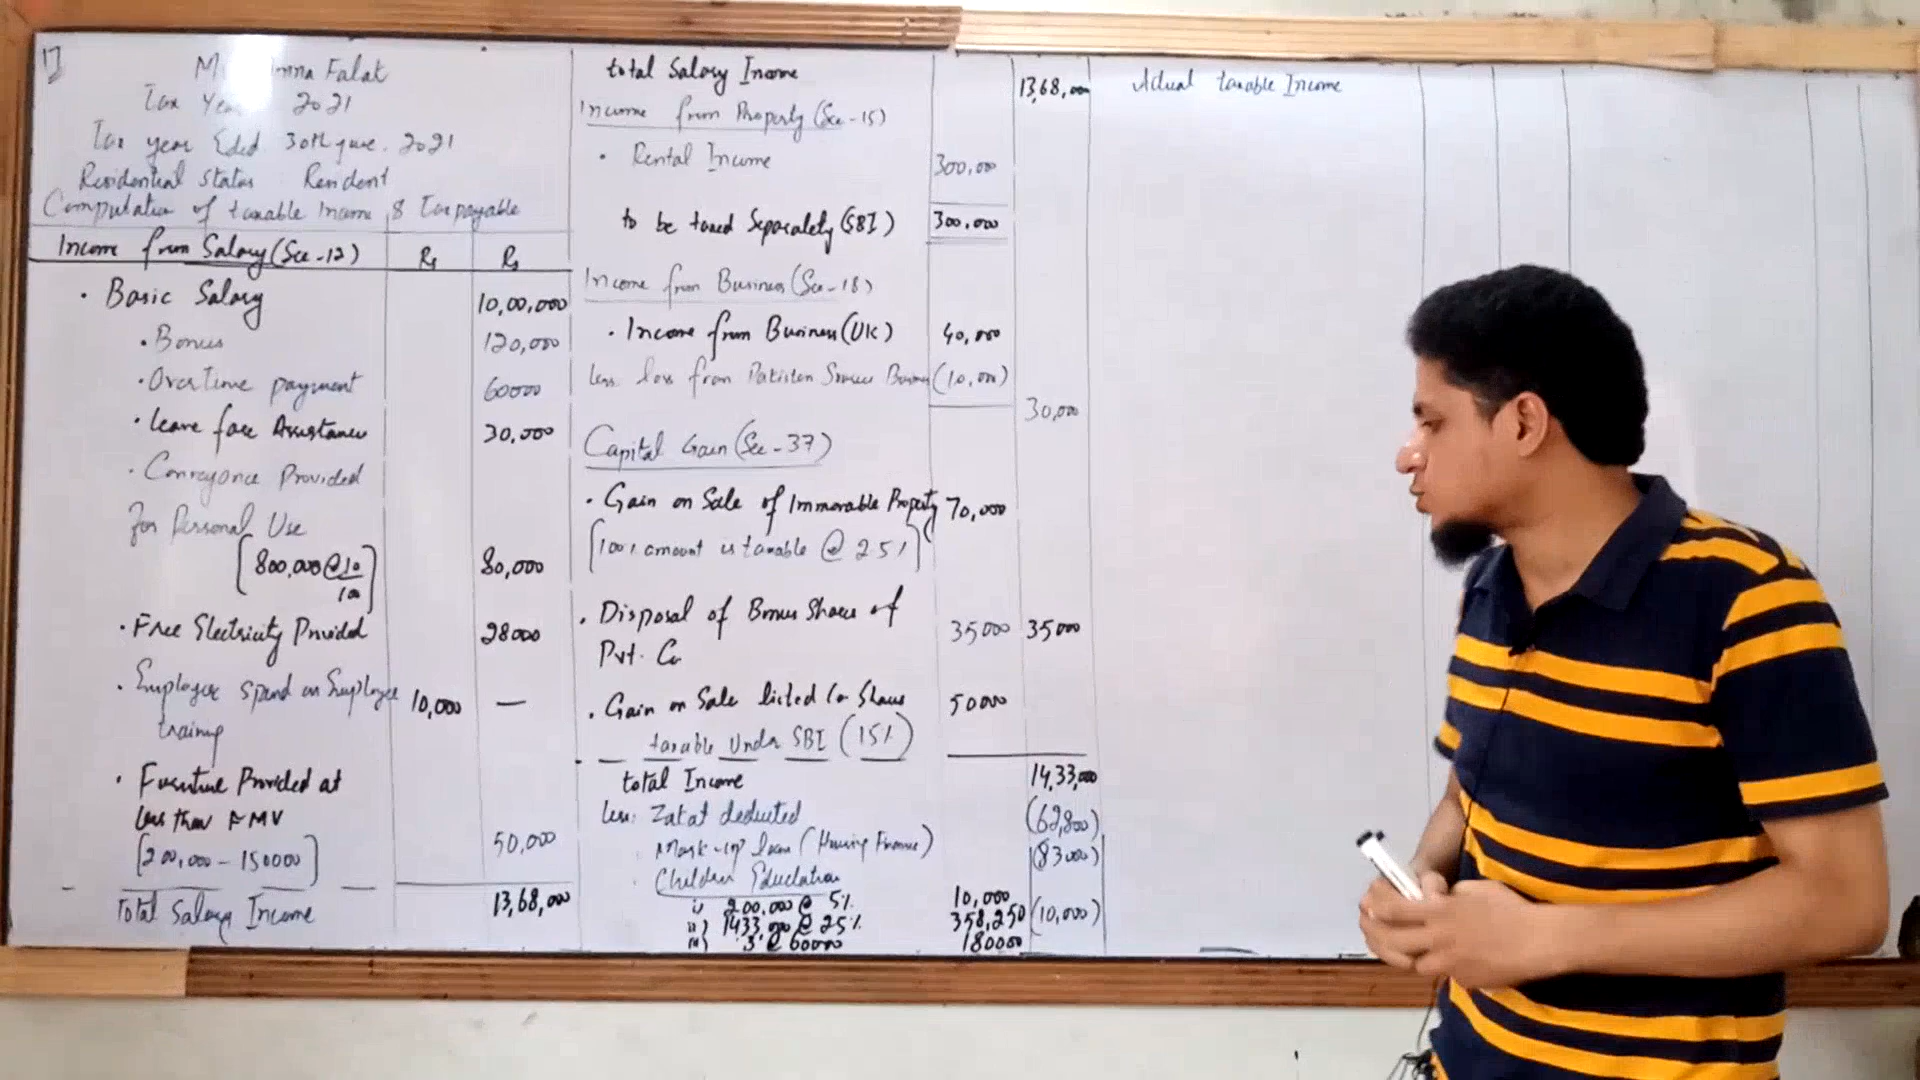 1]
Falat
Tax Year 2021
Tax year Ended 30th june. 2021
Residential Status : Resident
Computation of taxable Income & Tax payable
Income from Salary (Sec-12) Rs Rs
• Basic Salary 10,00,000
• Bonus 120,000
• OverTime payment 60000
• Leave fare Assistance 30,000
• Conveyance Provided
For Personal Use
[800,000 @ 10/100] 80,000
• Free Electricity Provided 28000
• Employer Spend on Employee 10,000 —
training
• Furniture Provided at
less than FMV
[200,000 - 150000] 50,000
Total Salary Income 13,68,000
total Salary Income 13,68,000
Income from Property (Sec-15)
• Rental Income 300,000
to be taxed Separately (SBI) 300,000
Income from Business (Sec-18)
• Income from Business (UK) 40,000
less loss from Pakistan Source Business (10,000)
30,000
Capital Gain (Sec-37)
• Gain on Sale of Immovable Property 70,000
[100% amount is taxable @ 25%]
• Disposal of Bonus Shares of 35000 35000
Pvt. Co
• Gain on Sale listed Co Shares 50000
taxable Under SBI (15%)
total Income 14,33,000
less: Zakat deducted (62,800)
• Mark-up loan (Housing Finance) (83000)
• Children Education
i) 200,000 @ 5% 10,000
ii) 1433,000 @ 25% 358,250 (10,000)
iii) 3 @ 60000 180000
Actual taxable Income